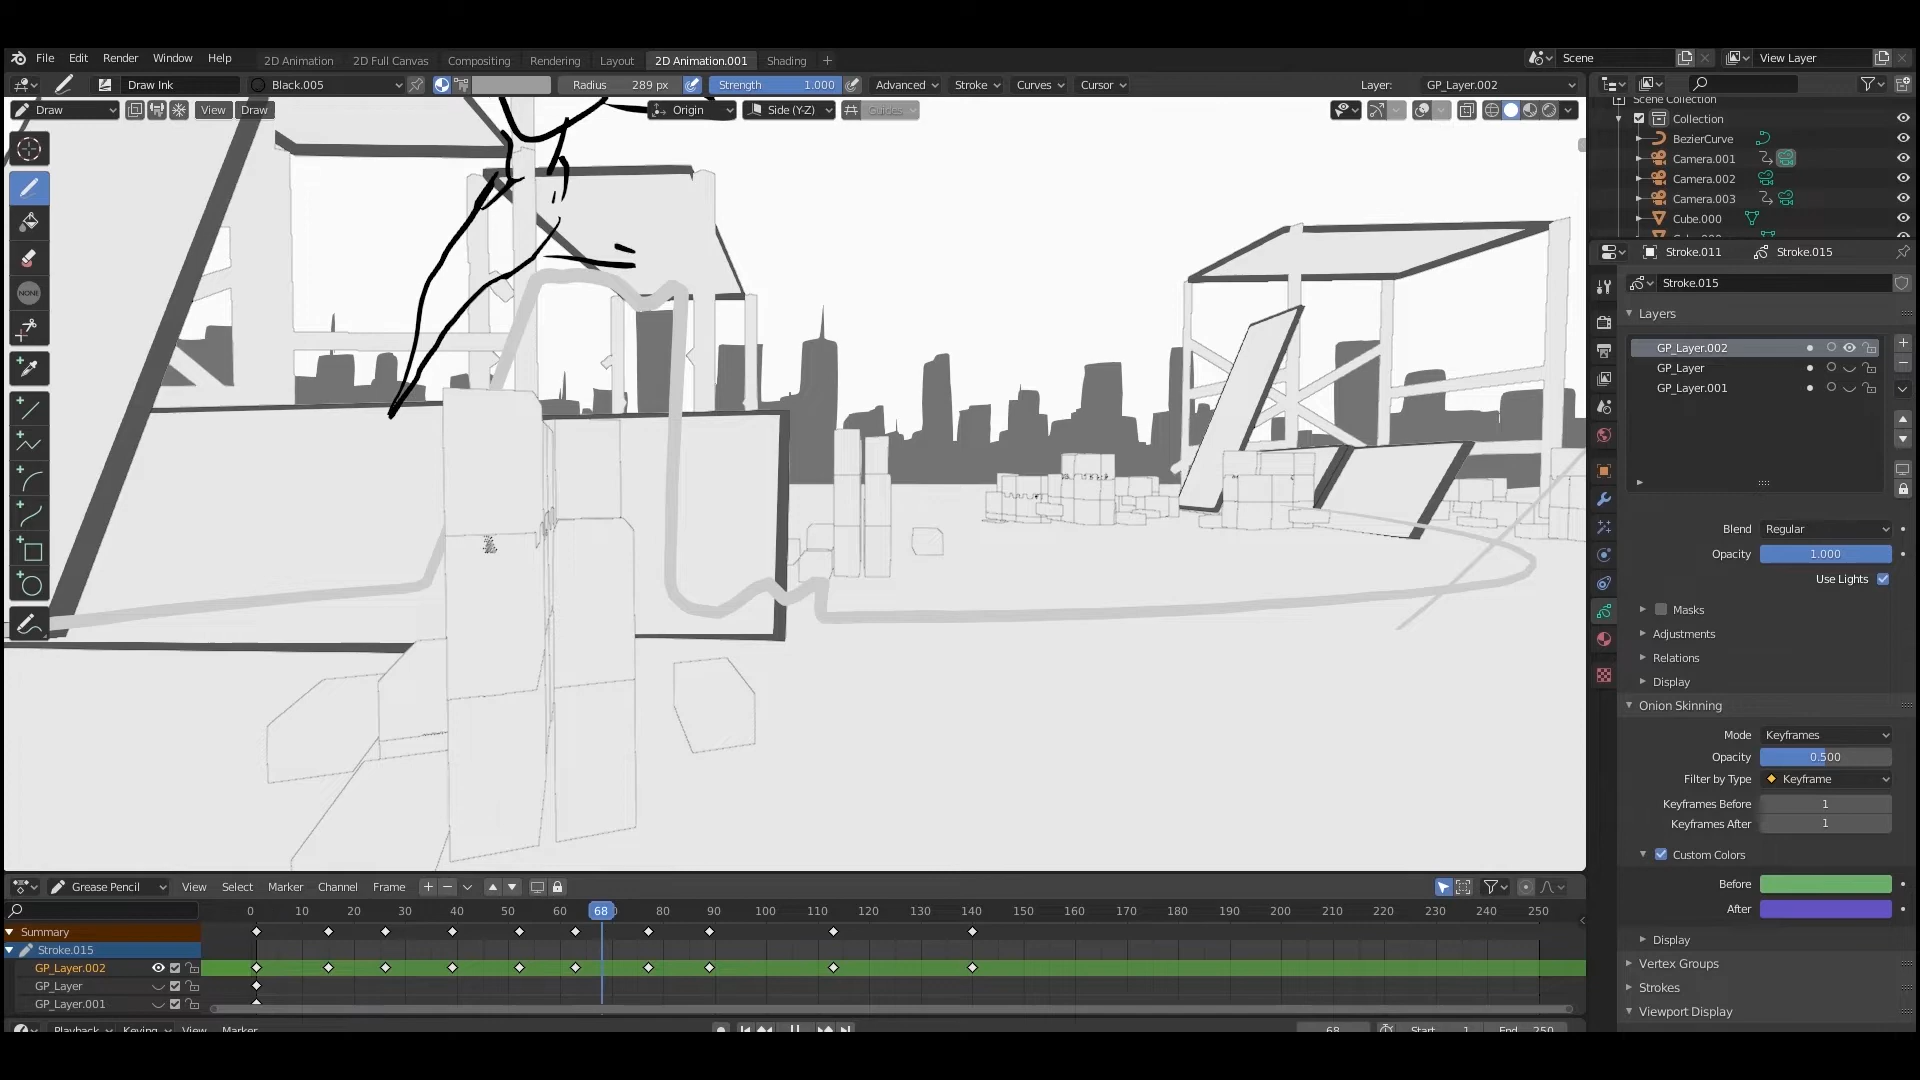 File Edit Render Window Help 2D Animation 2D Full Canvas Compositing Rendering Layout 2D Animation.001 Shading + Scene View Layer
Draw Ink Black.005 Radius 289 px Strength 1.000 Advanced Stroke Curves Cursor Layer: GP_Layer.002
Draw View Draw Origin Side (Y-Z) Guides
Scene Collection
Collection
BezierCurve
Camera.001
Camera.002
Camera.003
Cube.000
Stroke.011 Stroke.015
Stroke.015
NONE
Layers
GP_Layer.002
GP_Layer
GP_Layer.001
Blend Regular
Opacity 1.000
Use Lights
Masks
Adjustments
Relations
Display
Onion Skinning
Mode Keyframes
Opacity 0.500
Filter by Type Keyframe
Keyframes Before 1
Keyframes After 1
Custom Colors
Before
After
Display
Vertex Groups
Strokes
Viewport Display
Grease Pencil View Select Marker Channel Frame
0 10 20 30 40 50 60 68 80 90 100 110 120 130 140 150 160 170 180 190 200 210 220 230 240 250
Summary
Stroke.015
GP_Layer.002
GP_Layer
GP_Layer.001
Playback Keying View Marker 68 Start 1 End 250